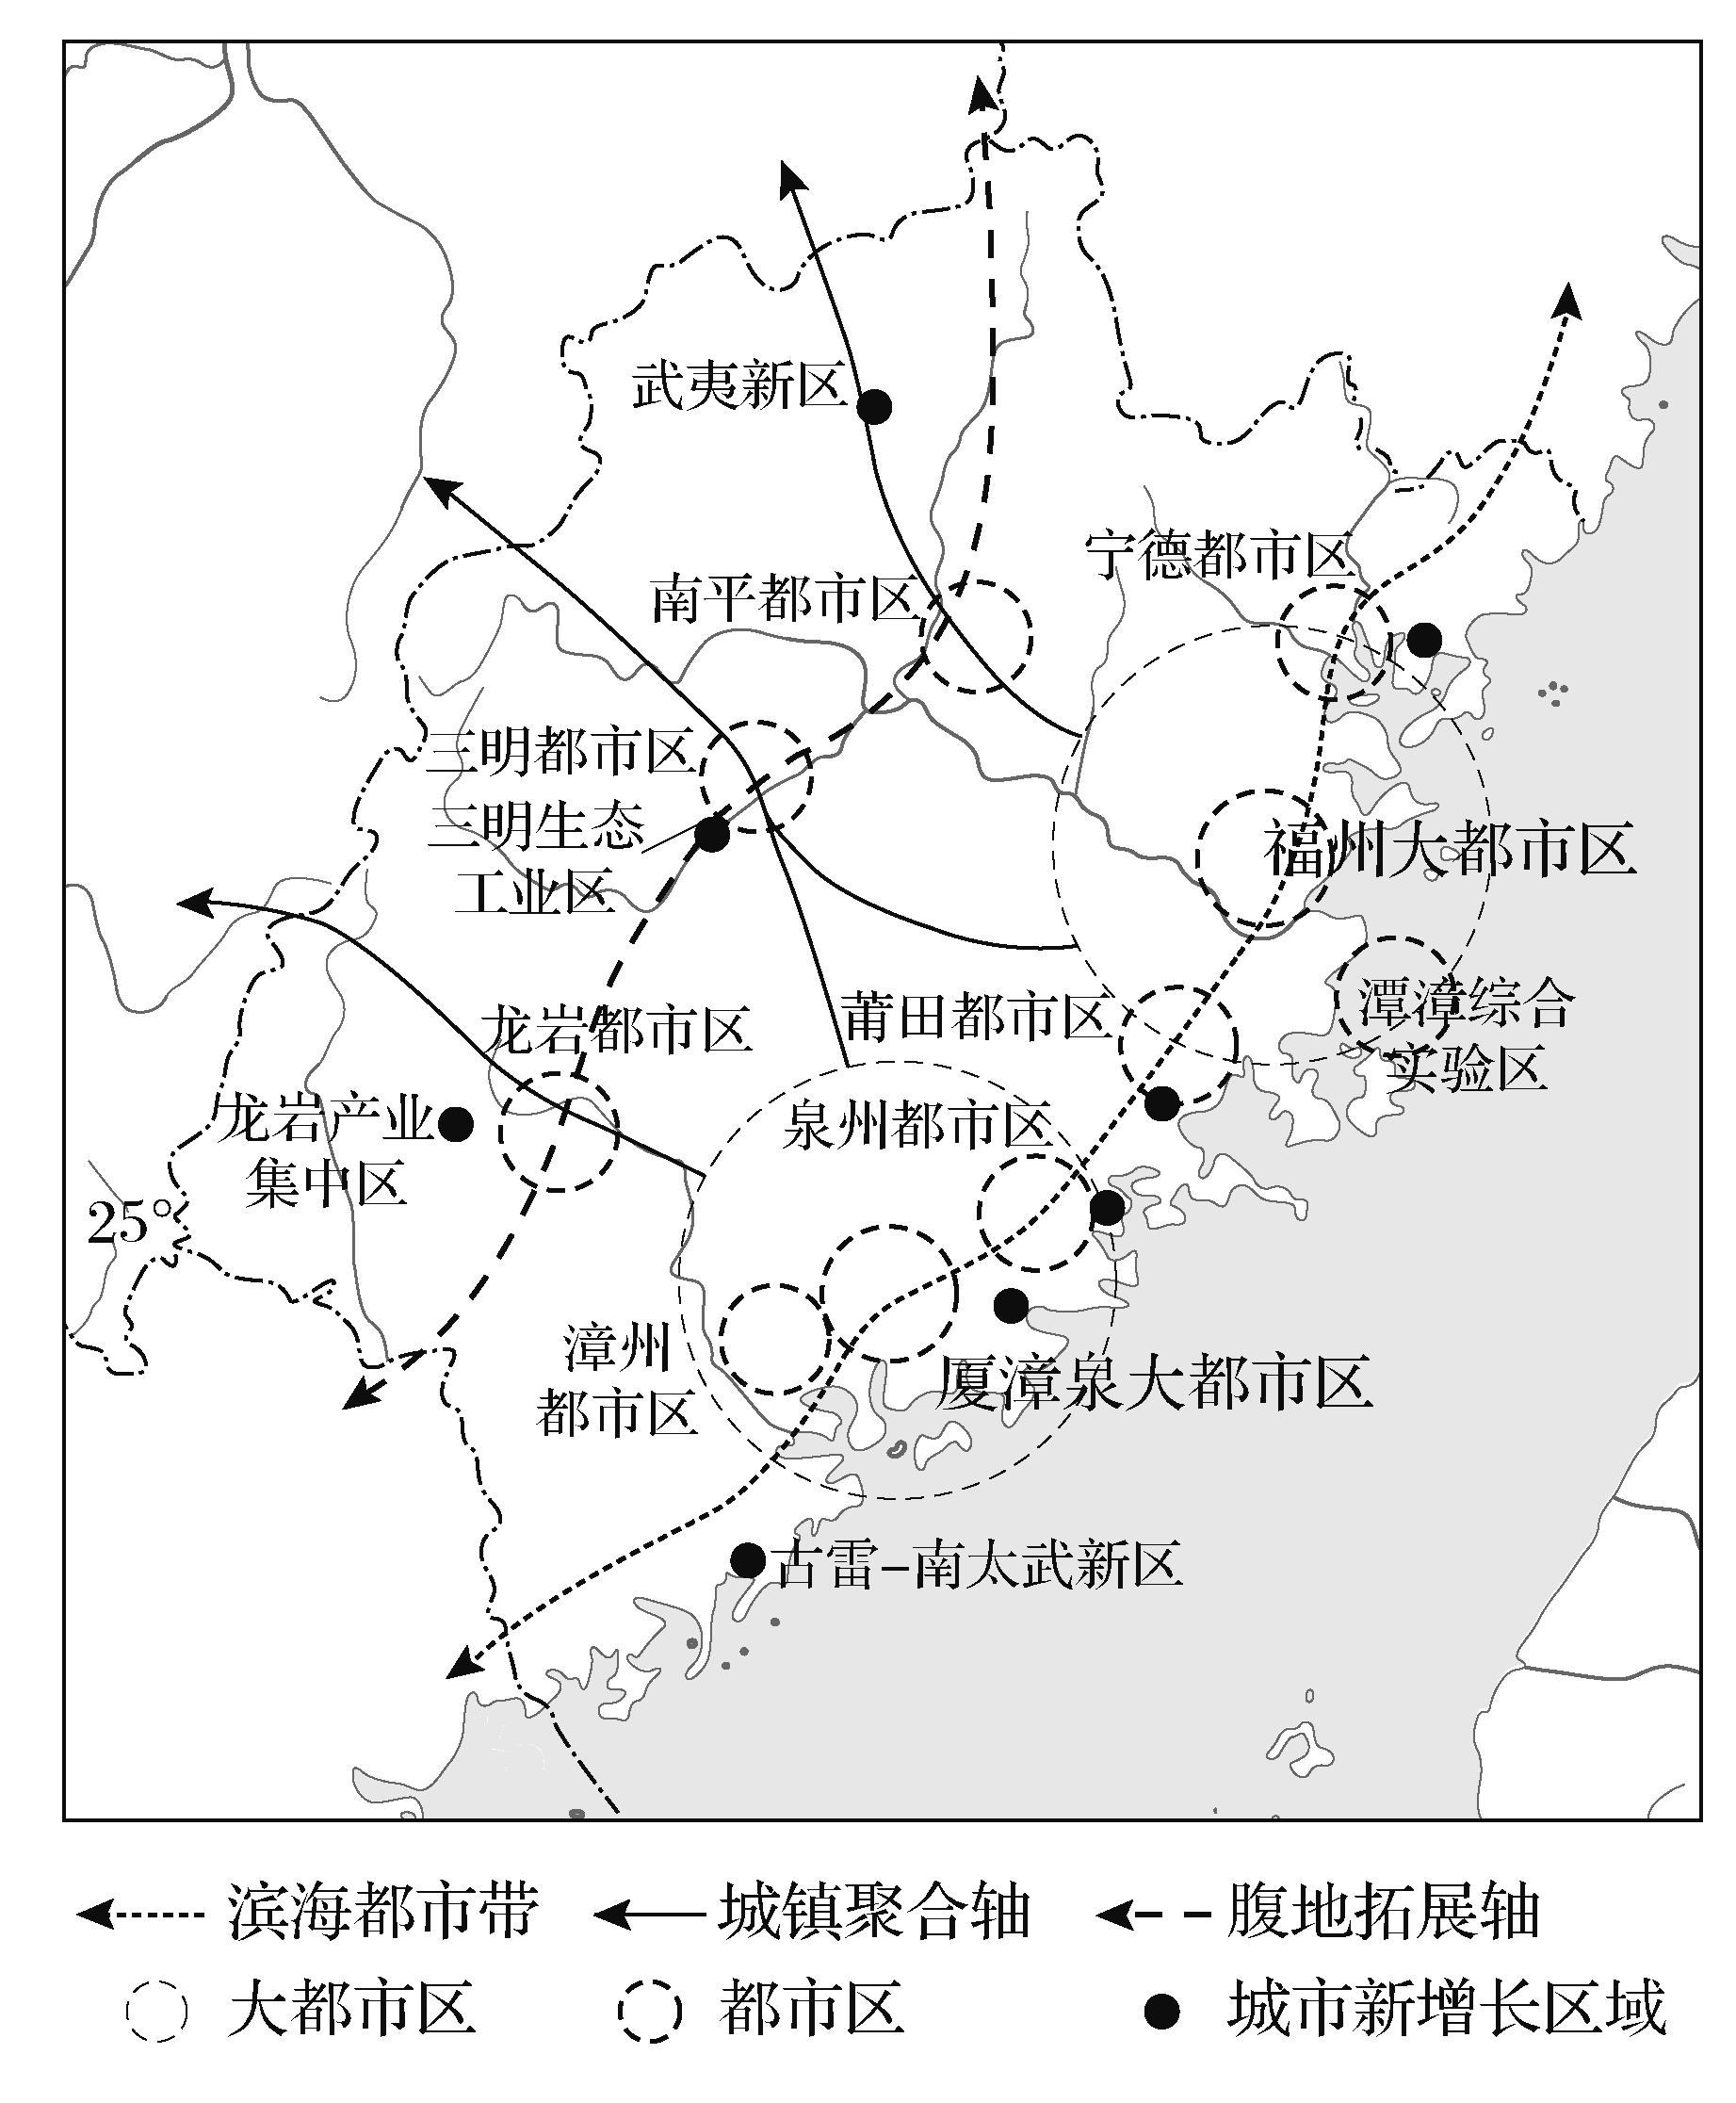 武夷新区
宁德都市区
南平都市区
三明都市区
三明生态
工业区
福州大都市区
潭漳综合
实验区
莆田都市区
龙岩都市区
龙岩产业
集中区
泉州都市区
25°
漳州
都市区
厦漳泉大都市区
古雷-南太武新区
滨海都市带
城镇聚合轴
腹地拓展轴
大都市区
都市区
城市新增长区域